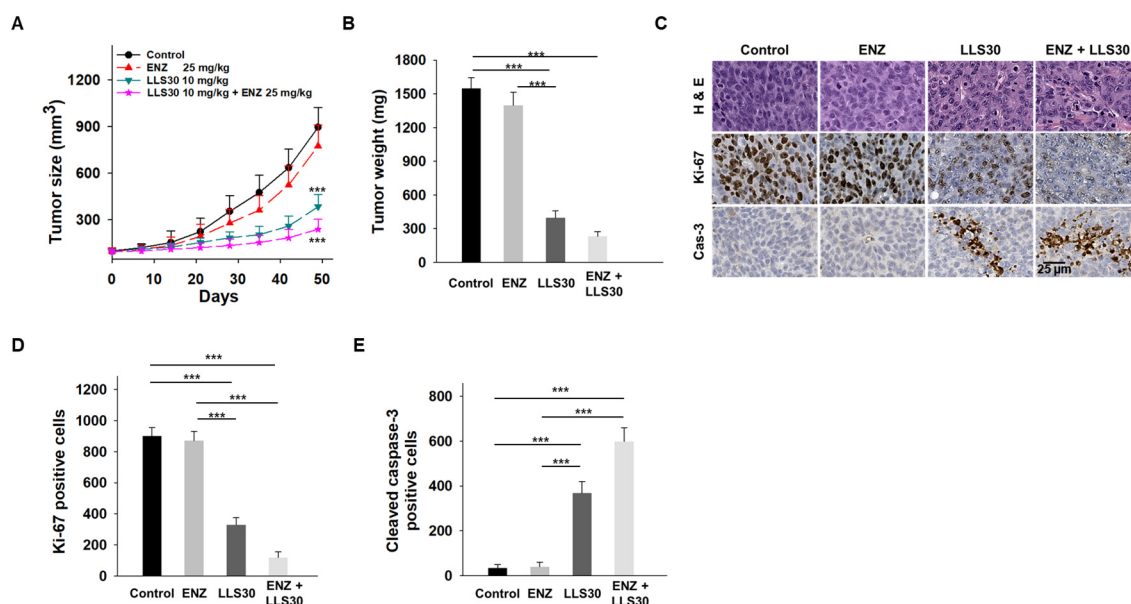 A
Control
ENZ 25 mg/kg
LLS30 10 mg/kg
LLS30 10 mg/kg + ENZ 25 mg/kg
Tumor size (mm3)
1200
900
600
300
***
***
0 10 20 30 40 50
Days
B
Tumor weight (mg)
1800
1500
1200
900
600
300
0
***
***
***
Control ENZ LLS30 ENZ +
LLS30
C
Control ENZ LLS30 ENZ + LLS30
H & E
Ki-67
Cas-3
25 µm
D
Ki-67 positive cells
1200
1000
800
600
400
200
0
***
***
***
***
Control ENZ LLS30 ENZ +
LLS30
E
Cleaved caspase-3
positive cells
800
600
400
200
0
***
***
***
***
Control ENZ LLS30 ENZ +
LLS30